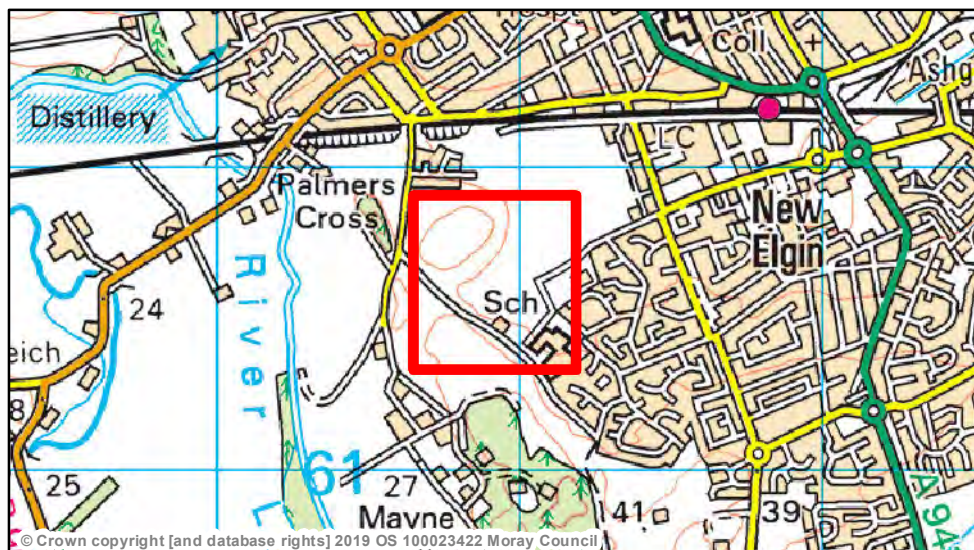 Coll
Ashg
Distillery
LC
Palmers
Cross
New
Elgin
River
Sch
24
eich
8
61
25
27
Mayne
41
39
A 94
L
© Crown copyright [and database rights] 2019 OS 100023422 Moray Council